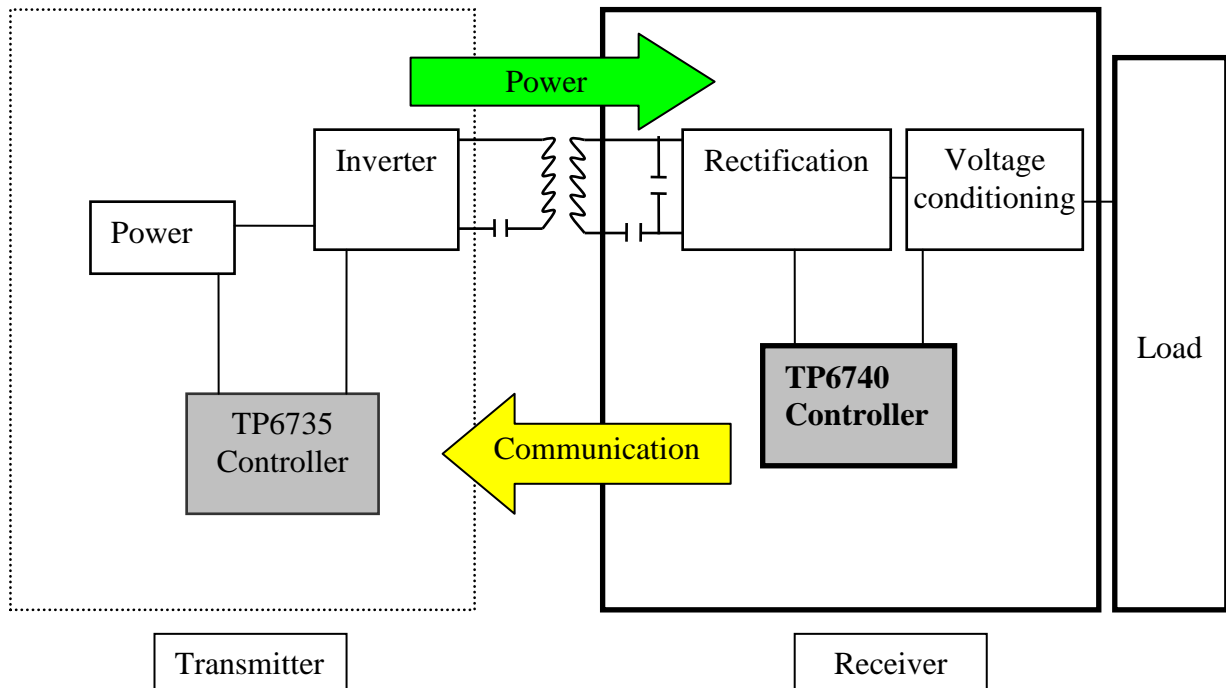 Power
Inverter
Rectification
Voltage
conditioning
Power
Load
TP6740
Controller
TP6735
Controller
Communication
Transmitter
Receiver